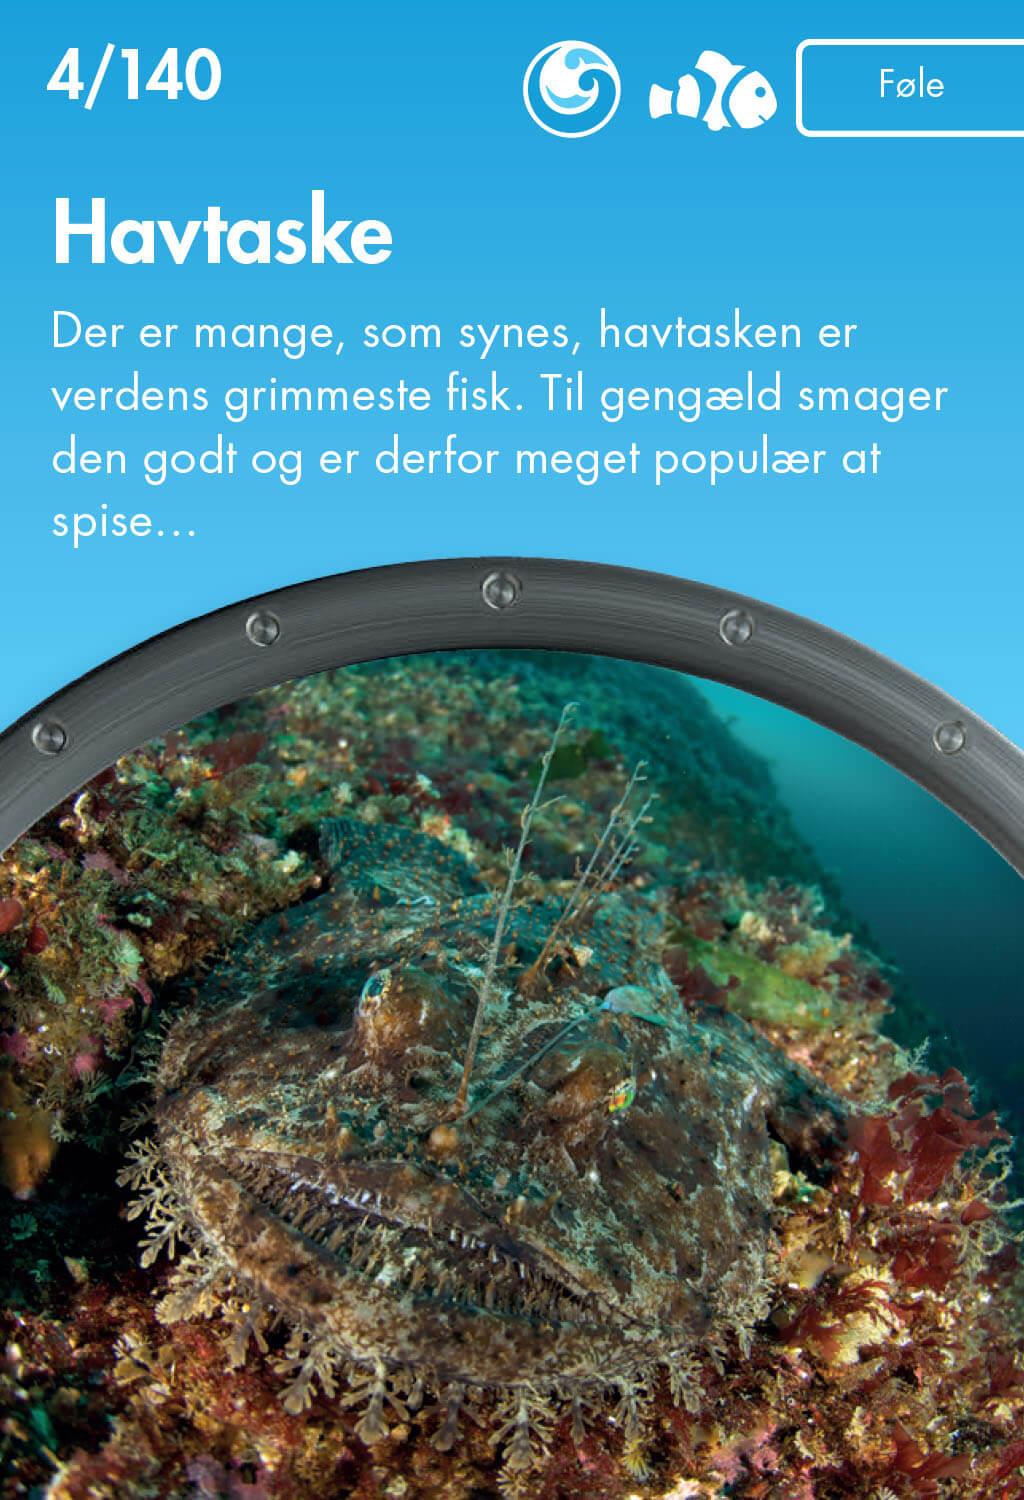 4/140
Føle
Havtaske
Der er mange, som synes, havtasken er
verdens grimmeste fisk. Til gengæld smager
den godt og er derfor meget populær at
spise...